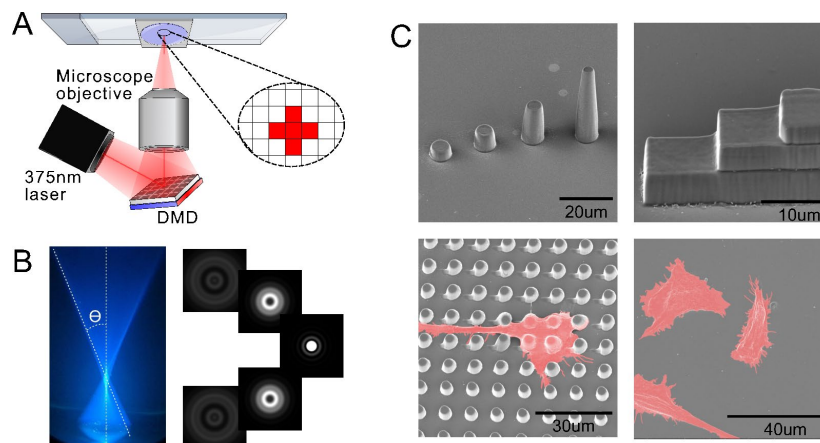 A
Microscope
objective
375nm
laser
DMD
B
Θ
C
20um
10um
30um
40um